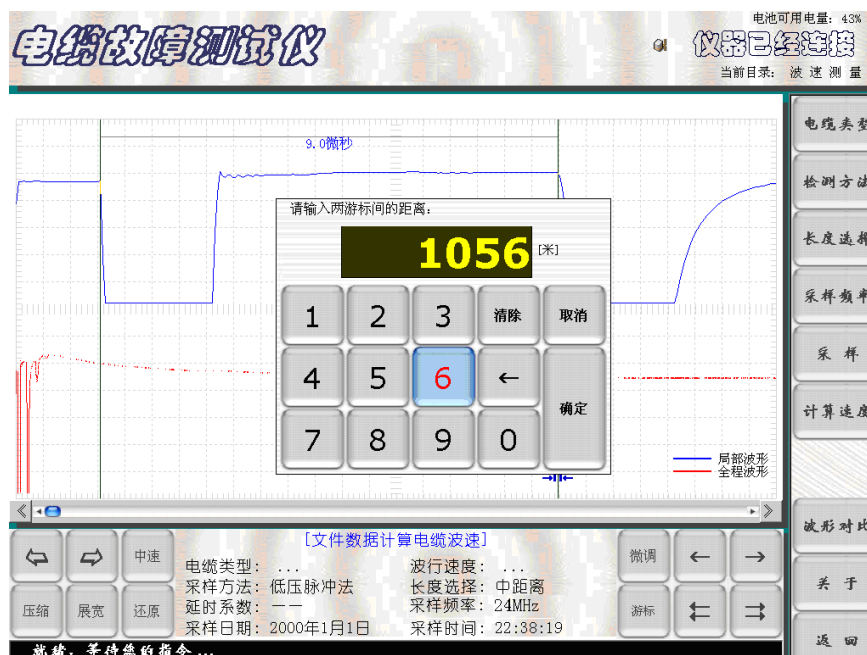 电缆故障测试仪
电池可用电量: 43%
仪器已经连接
当前目录: 波速测量
9.0微秒
请输入两游标间的距离:
1056 [米]
1 2 3 清除 取消
4 5 6 ← 确定
7 8 9 0
局部波形
全程波形
电缆类型
检测方法
长度选择
采样频率
采样
计算速度
波形对比
关于
返回
[文件数据计算电缆波速]
电缆类型: ... 波行速度: ...
采样方法: 低压脉冲法 长度选择: 中距离
延时系数: —— 采样频率: 24MHz
采样日期: 2000年1月1日 采样时间: 22:38:19
中速
压缩 展宽 还原
微调 ← →
游标
就绪，等待您的指令...